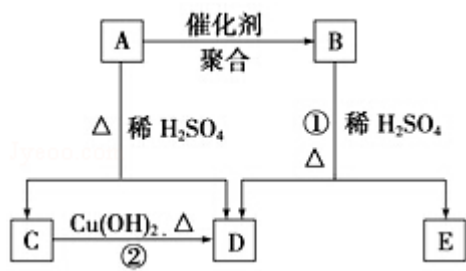 A 催化剂 B
聚合
△ 稀 H₂SO₄ ① 稀 H₂SO₄
△
C Cu(OH)₂. △ D E
②